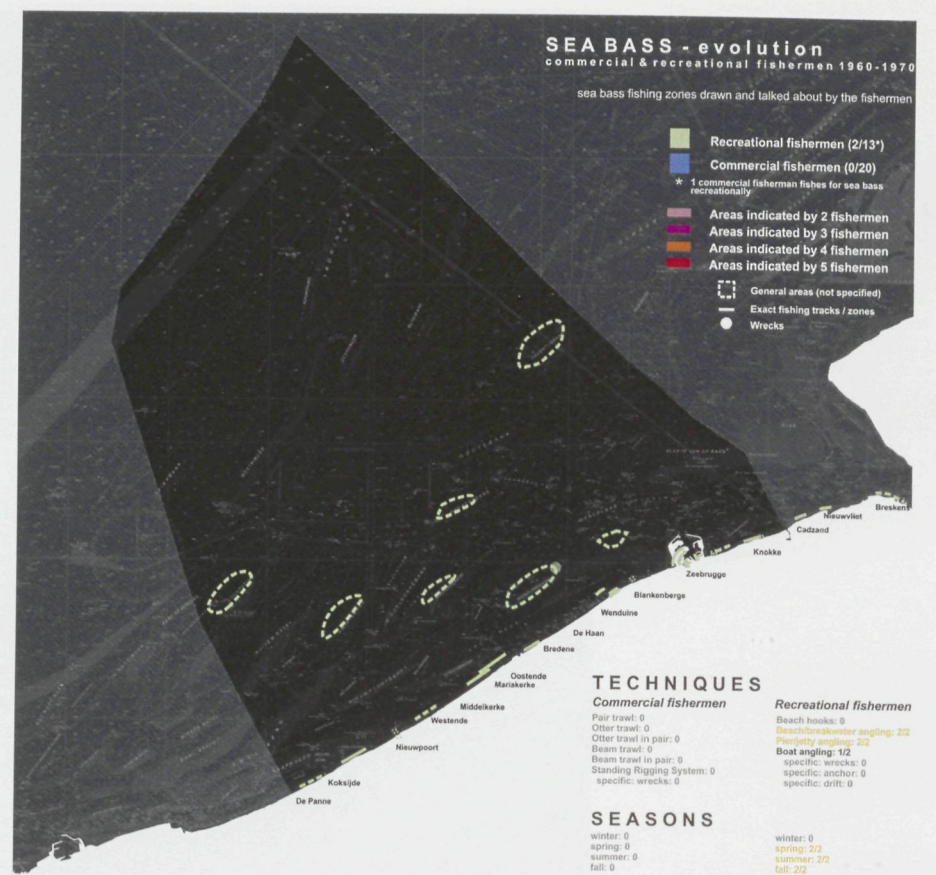 SEA BASS - evolution
commercial & recreational fishermen 1960-1970
sea bass fishing zones drawn and talked about by the fishermen
Recreational fishermen (2/13*)
Commercial fishermen (0/20)
* 1 commercial fisherman fishes for sea bass
recreationally
Areas indicated by 2 fishermen
Areas indicated by 3 fishermen
Areas indicated by 4 fishermen
Areas indicated by 5 fishermen
General areas (not specified)
Exact fishing tracks / zones
Wrecks
Breskens
Nieuwvliet
Cadzand
Knokke
Zeebrugge
Blankenberge
Wenduine
De Haan
Bredene
Oostende
Mariakerke
Middelkerke
Westende
Nieuwpoort
Koksijde
De Panne
TECHNIQUES
Commercial fishermen
Pair trawl: 0
Otter trawl: 0
Otter trawl in pair: 0
Beam trawl: 0
Beam trawl in pair: 0
Standing Rigging System: 0
specific: wrecks: 0
Recreational fishermen
Beach hooks: 0
Beach/breakwater angling: 2/2
Pier/jetty angling: 2/2
Boat angling: 1/2
specific: wrecks: 0
specific: anchor: 0
specific: drift: 0
SEASONS
winter: 0
spring: 0
summer: 0
fall: 0
winter: 0
spring: 2/2
summer: 2/2
fall: 2/2